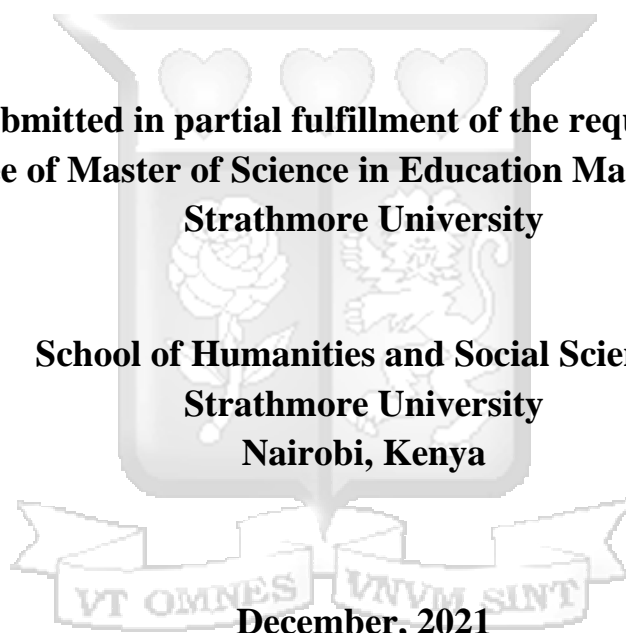 bmitted in partial fulfillment of the requ
e of Master of Science in Education Ma
Strathmore University
School of Humanities and Social Scie
Strathmore University
Nairobi, Kenya
VT OMNES VNVM SINT
December, 2021